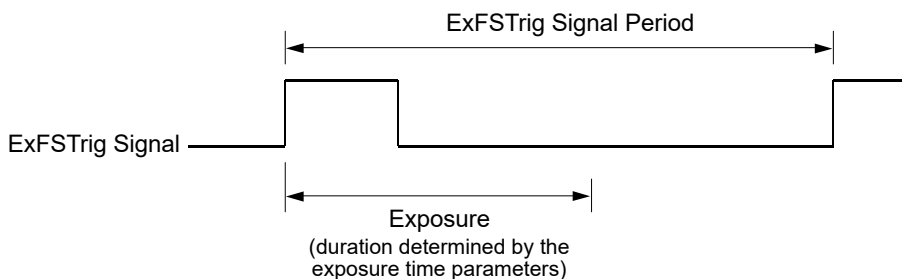 ExFSTrig Signal Period
ExFSTrig Signal
Exposure
(duration determined by the
exposure time parameters)